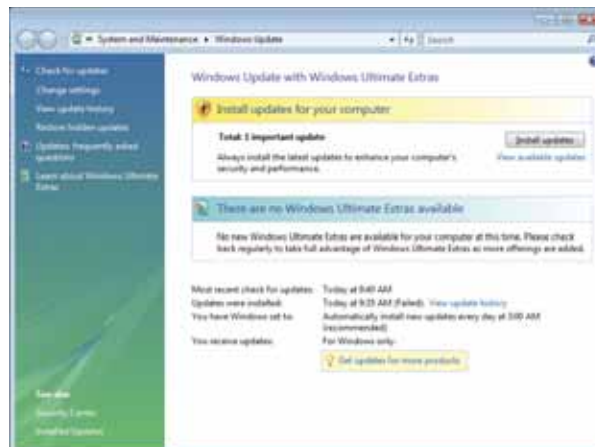 System and Maintenance ▸ Windows Update
Search
Check for updates
Change settings
View update history
Restore hidden updates
Updates: frequently asked
questions
Learn about Windows Ultimate
Extras
Windows Update with Windows Ultimate Extras
Install updates for your computer
Total: 1 important update
Install updates
Always install the latest updates to enhance your computer's
security and performance.
View available updates
There are no Windows Ultimate Extras available
No new Windows Ultimate Extras are available for your computer at this time. Please check
back regularly to take full advantage of Windows Ultimate Extras as more offerings are added.
Most recent check for updates: Today at 9:40 AM
Updates were installed: Today at 9:35 AM (Failed). View update history
You have Windows set to: Automatically install new updates every day at 3:00 AM
(recommended)
You receive updates: For Windows only.
Get updates for more products
See also
Security Center
Installed Updates